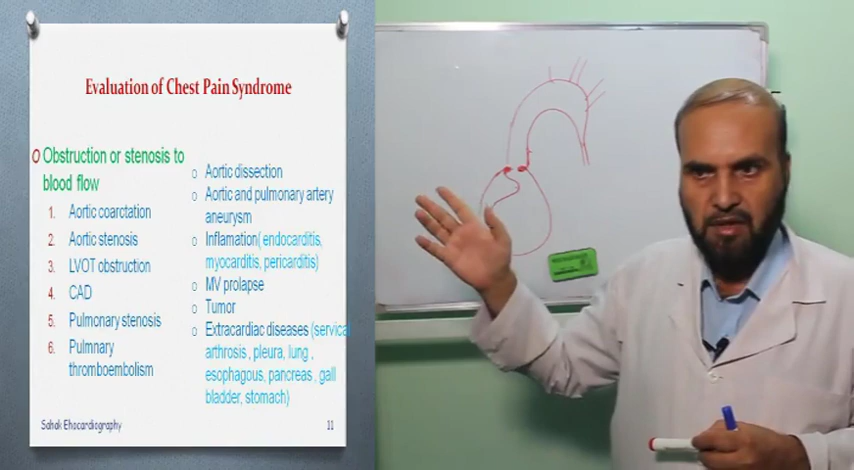 Evaluation of Chest Pain Syndrome
O Obstruction or stenosis to
blood flow
1. Aortic coarctation
2. Aortic stenosis
3. LVOT obstruction
4. CAD
5. Pulmonary stenosis
6. Pulmnary
thromboembolism
o Aortic dissection
o Aortic and pulmonary artery
aneurysm
o Inflamation( endocarditis,
myocarditis, pericarditis)
o MV prolapse
o Tumor
o Extracardiac diseases (servical
arthrosis , pleura, lung ,
esophagous, pancreas , gall
bladder, stomach)
Sahak Ehocardiography
11